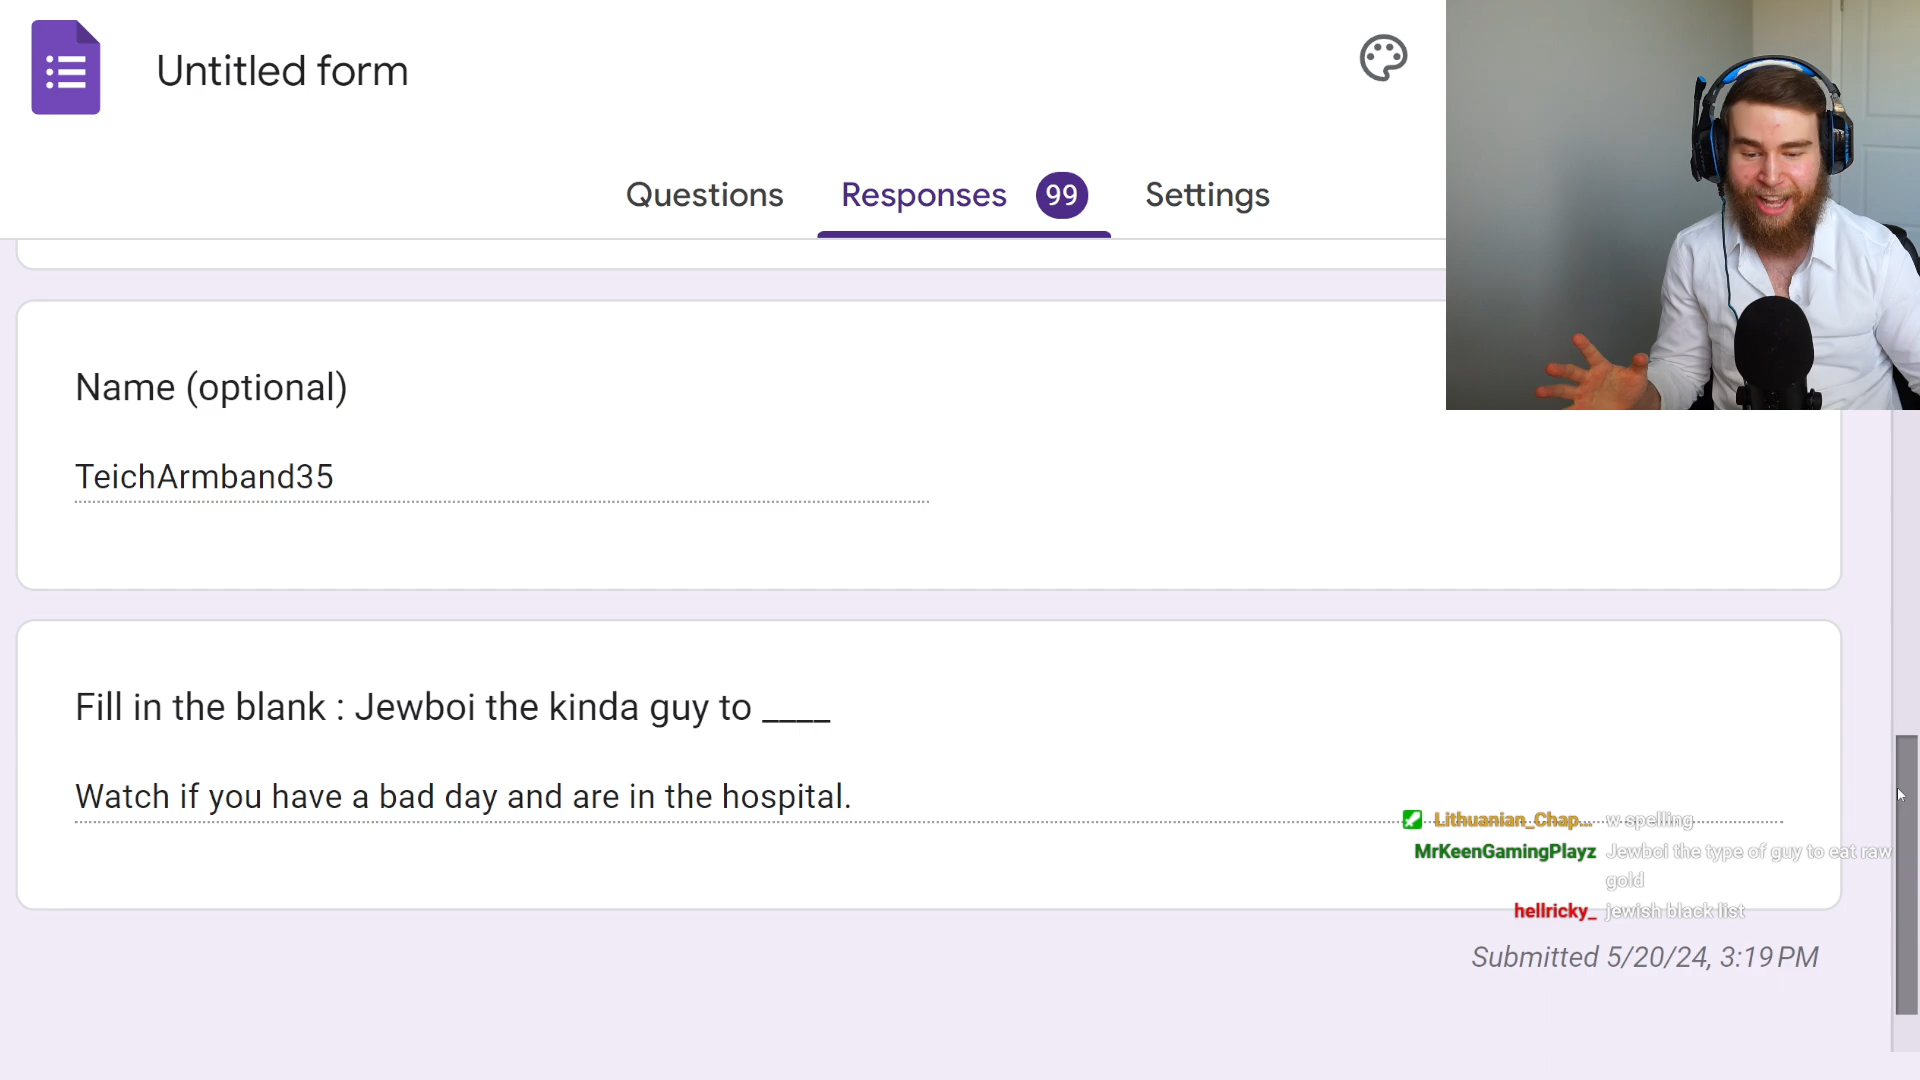 Untitled form
Questions Responses 99 Settings
Name (optional)
TeichArmband35
Fill in the blank : Jewboi the kinda guy to ____
Watch if you have a bad day and are in the hospital.
Lithuanian_Chap... w spelling
MrKeenGamingPlayz Jewboi the type of guy to eat raw
gold
hellricky_ jewish black list
Submitted 5/20/24, 3:19 PM